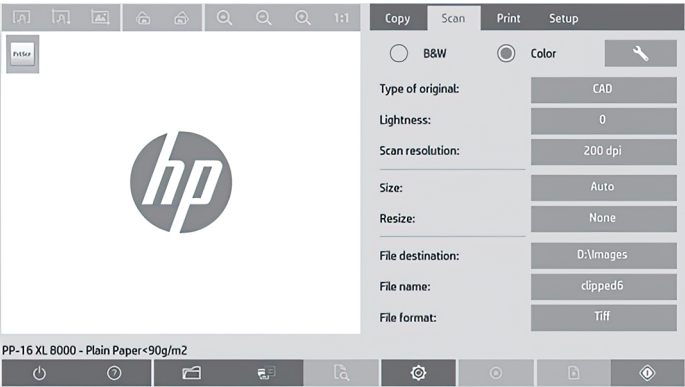 1:1
Copy Scan Print Setup
PrtScr
B&W Color
Type of original: CAD
Lightness: 0
Scan resolution: 200 dpi
hp
Size: Auto
Resize: None
File destination: D:\Images
File name: clipped6
File format: Tiff
PP-16 XL 8000 - Plain Paper<90g/m2